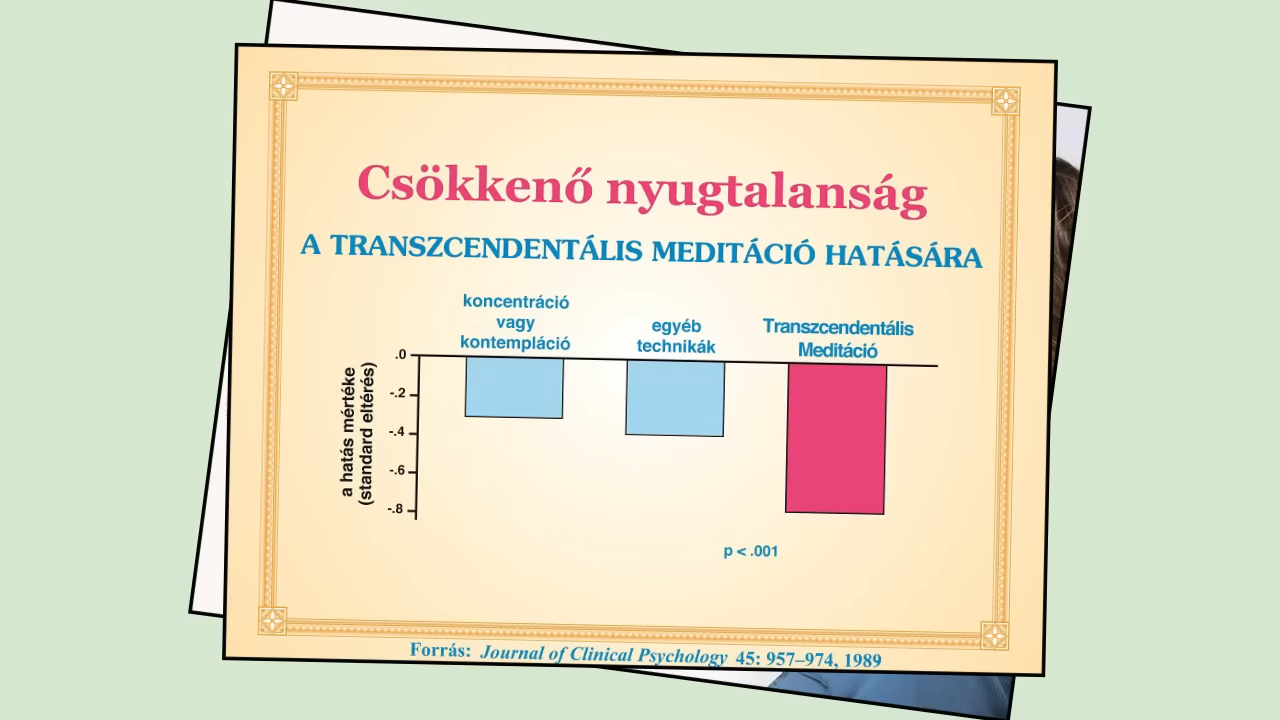 Csökkenő nyugtalanság
A TRANSZCENDENTÁLIS MEDITÁCIÓ HATÁSÁRA
koncentráció
vagy
kontempláció
egyéb
technikák
Transzcendentális
Meditáció
a hatás mértéke
(standard eltérés)
.0
-.2
-.4
-.6
-.8
p < .001
Forrás: Journal of Clinical Psychology 45: 957–974, 1989